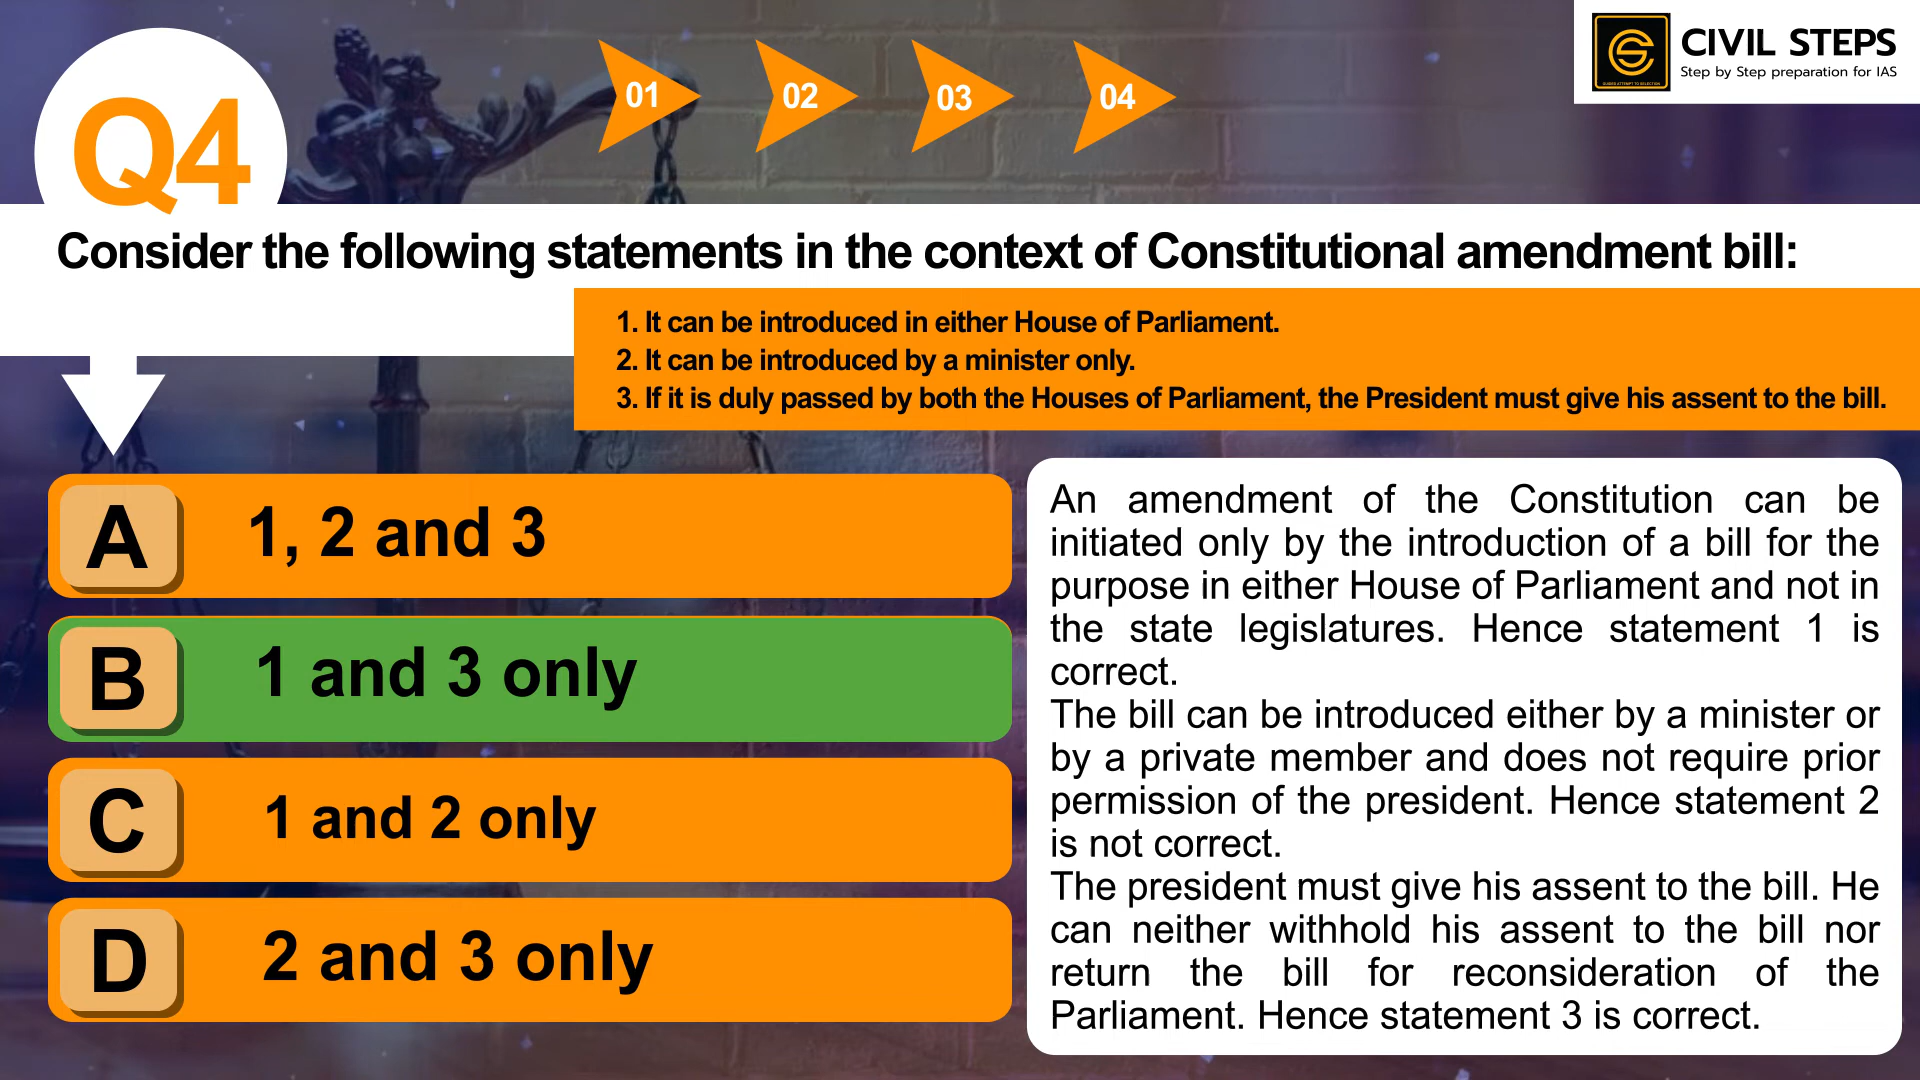 Q4
01
02
03
04
CIVIL STEPS
Step by Step preparation for IAS
Consider the following statements in the context of Constitutional amendment bill:
1. It can be introduced in either House of Parliament.
2. It can be introduced by a minister only.
3. If it is duly passed by both the Houses of Parliament, the President must give his assent to the bill.
A
1, 2 and 3
B
1 and 3 only
C
1 and 2 only
D
2 and 3 only
An amendment of the Constitution can be
initiated only by the introduction of a bill for the
purpose in either House of Parliament and not in
the state legislatures. Hence statement 1 is
correct.
The bill can be introduced either by a minister or
by a private member and does not require prior
permission of the president. Hence statement 2
is not correct.
The president must give his assent to the bill. He
can neither withhold his assent to the bill nor
return the bill for reconsideration of the
Parliament. Hence statement 3 is correct.